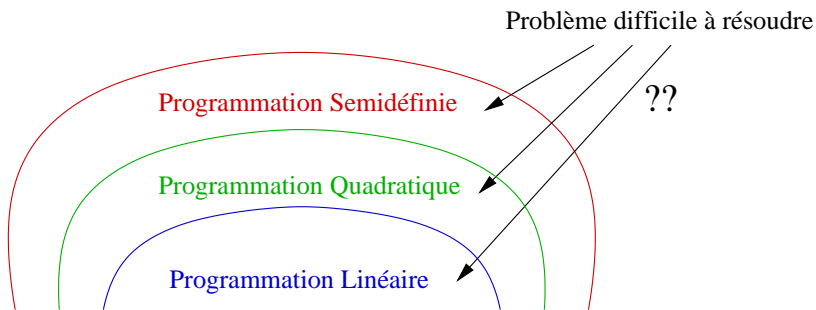 Problème difficile à résoudre
Programmation Semidéfinie
??
Programmation Quadratique
Programmation Linéaire